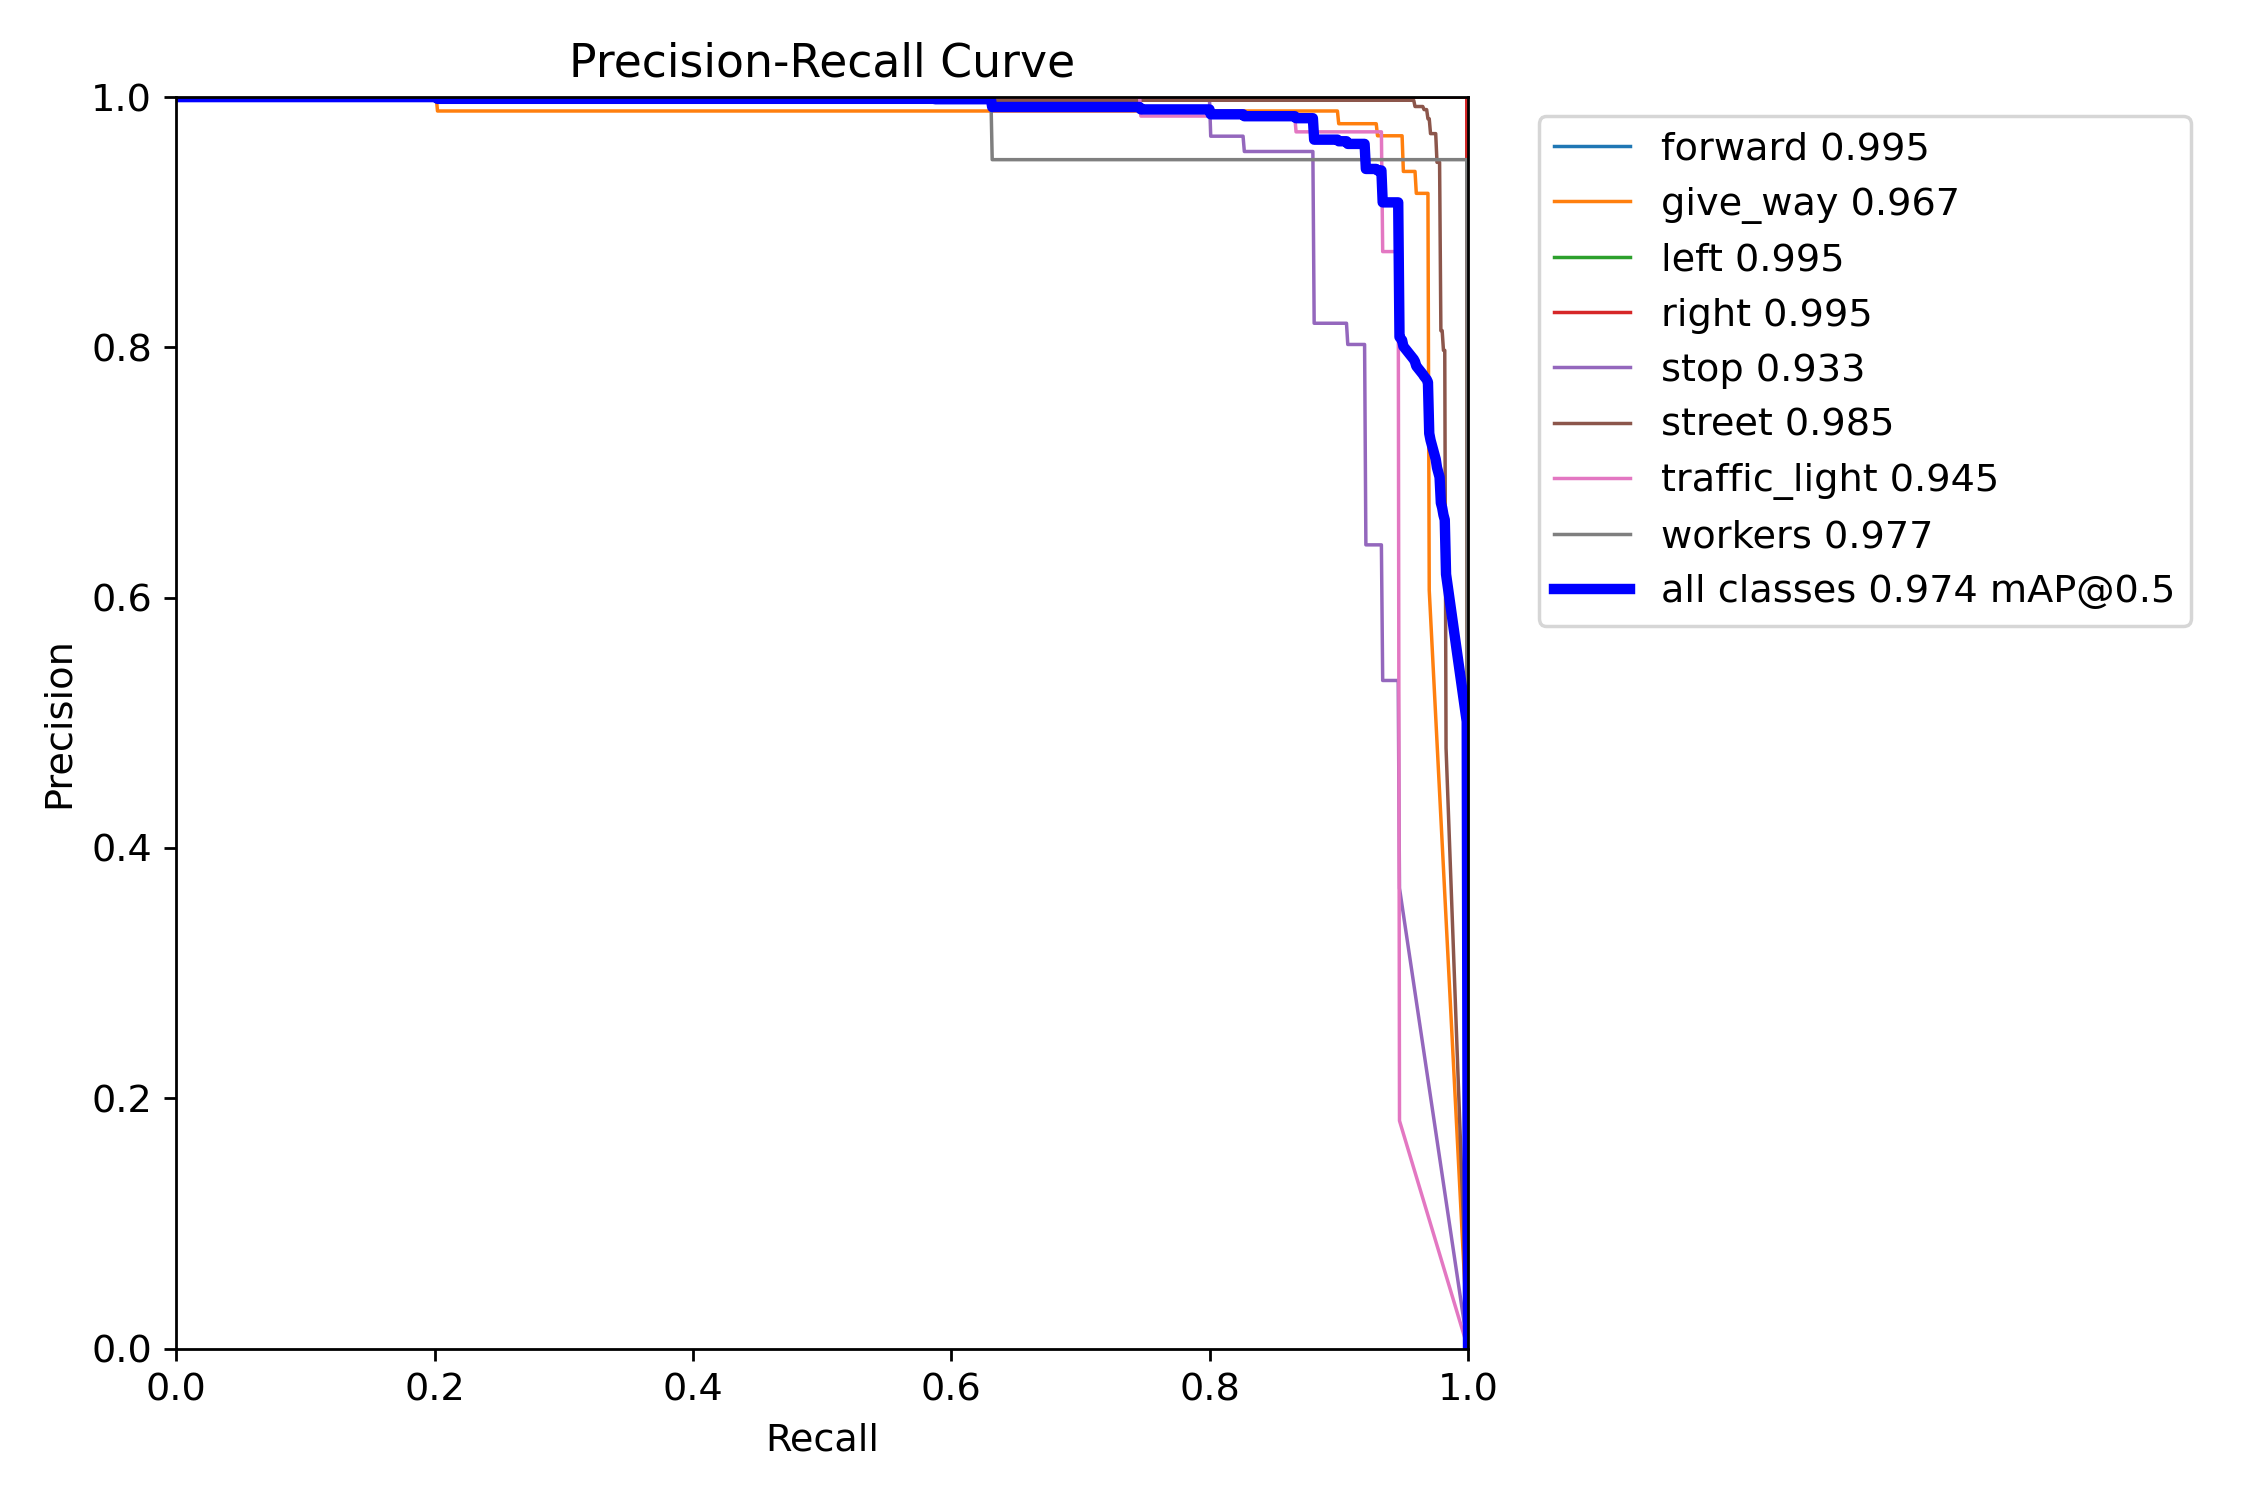 Precision-Recall Curve
1.0
0.8
0.6
0.4
0.2
0.0
Precision
0.0 0.2 0.4 0.6 0.8 1.0
Recall
forward 0.995
give_way 0.967
left 0.995
right 0.995
stop 0.933
street 0.985
traffic_light 0.945
workers 0.977
all classes 0.974 mAP@0.5